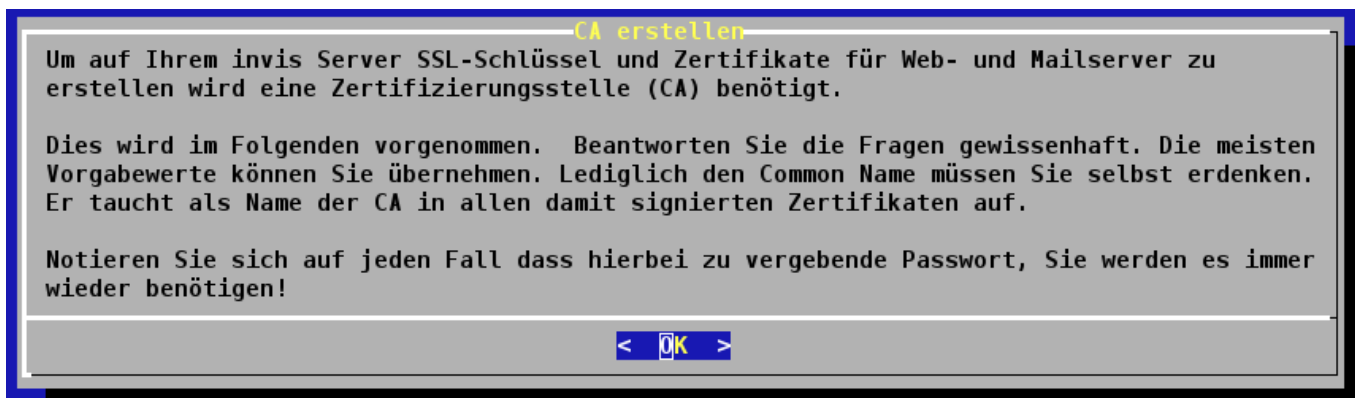 CA erstellen
Um auf Ihrem invis Server SSL-Schlüssel und Zertifikate für Web- und Mailserver zu
erstellen wird eine Zertifizierungsstelle (CA) benötigt.
Dies wird im Folgenden vorgenommen.  Beantworten Sie die Fragen gewissenhaft. Die meisten
Vorgabewerte können Sie übernehmen. Lediglich den Common Name müssen Sie selbst erdenken.
Er taucht als Name der CA in allen damit signierten Zertifikaten auf.
Notieren Sie sich auf jeden Fall dass hierbei zu vergebende Passwort, Sie werden es immer
wieder benötigen!
<  OK  >